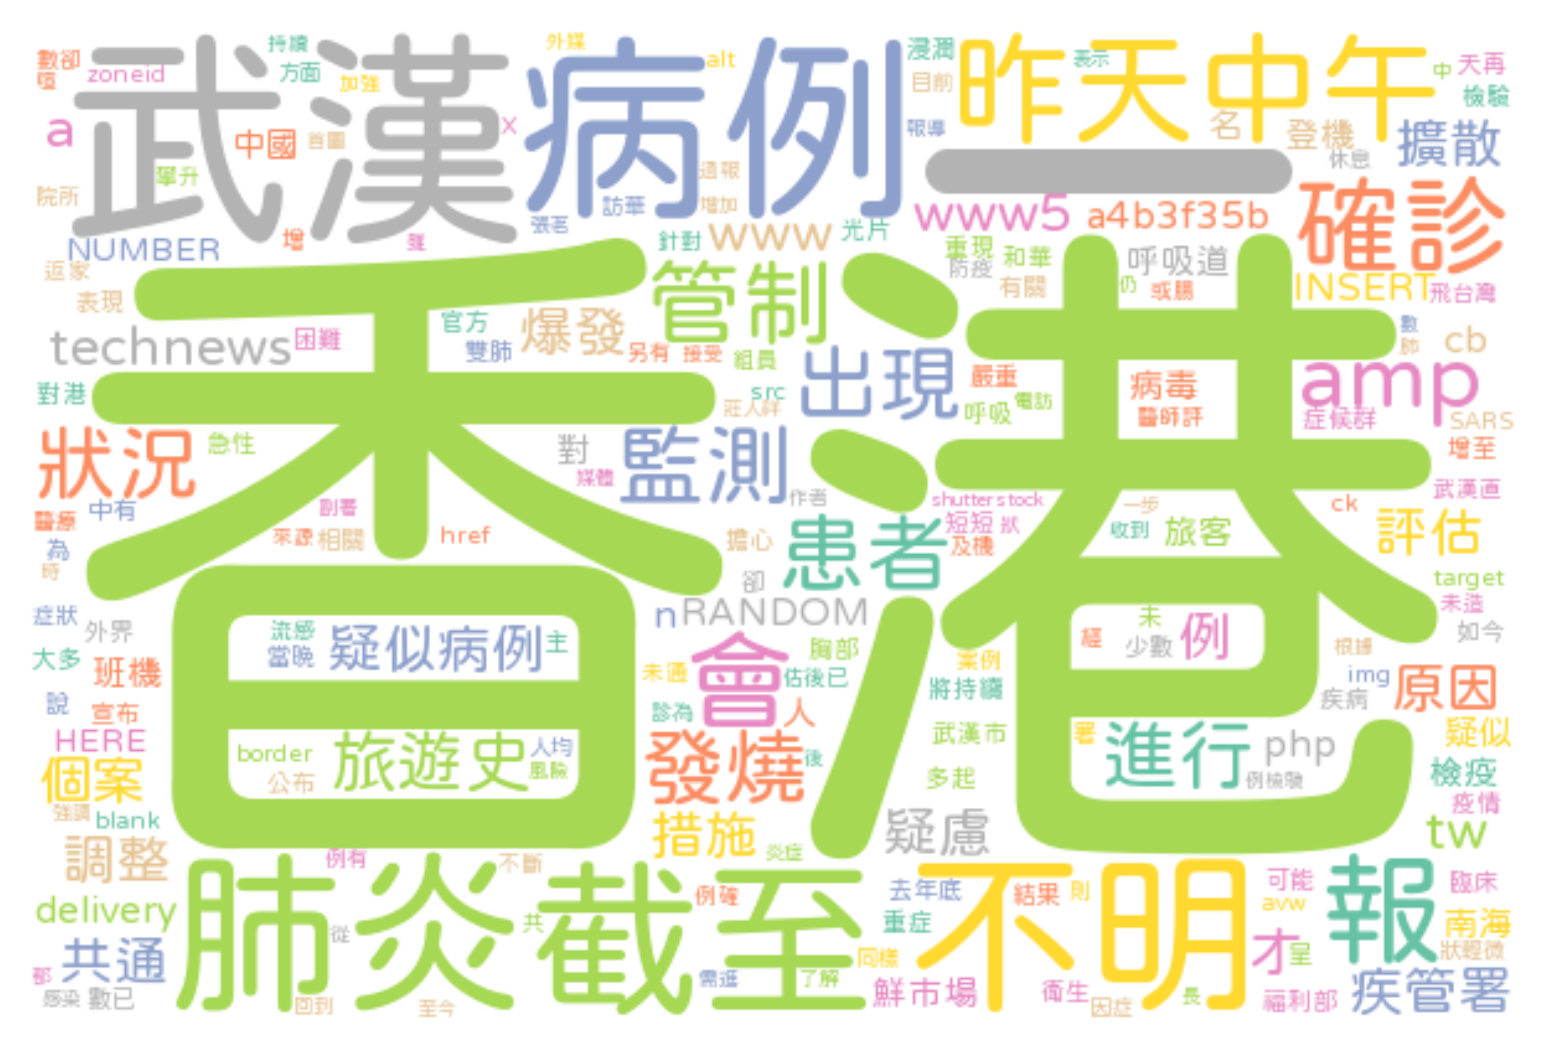 數卻
喧
zoneid
持續
方面
加強
武漢
病例
外媒
alt
浸潤
目前
昨天中午
表示
中
天再
檢驗
a
中國
首圖
x
攀升
院所
通報
增加
訪華
報導
名
登機
休息
擴散
一
NUMBER
增
張茗
針對
www
光片
www5
a4b3f35b
確診
返家
表現
香港
管制
重現
防疫
和華
有關
呼吸道
仍
或腸
INSERT
飛台灣
technews
困難
官方
雙肺
爆發
另有
接受
組員
出現
嚴重
呼吸
電訪
病毒
醫師評
數
肺
cb
amp
症候群
SARS
增至
對港
src
狀況
急性
對
媒體
監測
作者
shutterstock
武漢
中有
醫療
為
時
副署
來源
相關
href
擔心
患者
短短
狀
及機
一步
收到
旅客
ck
評估
卻
target
未造
如今
症狀
外界
n
RANDOM
流感
當晚
疑似病例
主
會
胸部
未通
估後已
案例
將持續
未
經
少數
例
根據
img
疾病
原因
大多
班機
說
宣布
HERE
診為
人
武漢市
署
進行
php
例檢驗
疑似
檢疫
疫情
border
公布
旅遊史
人均
風險
發燒
後
多起
個案
強調
blank
措施
疑慮
tw
調整
例有
不斷
炎症
delivery
肺炎
截至
例確
去年底
重症
不明
結果
則
可能
avw
報
臨床
南海
狀輕微
共通
從
共
需進
了解
同樣
才
呈
感染
數已
回到
至今
鮮市場
衛生
因症
長
福利部
疾管署